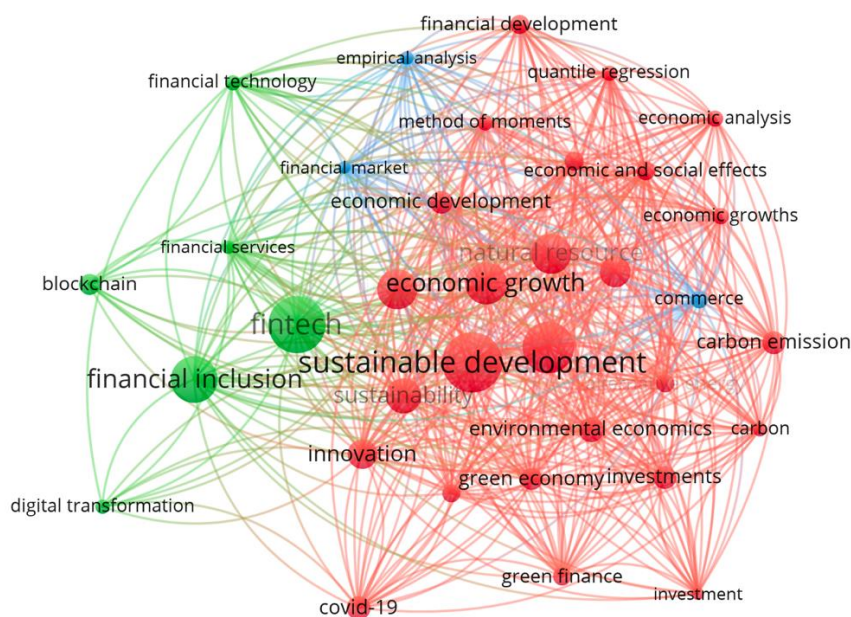 financial development
empirical analysis
financial technology
quantile regression
method of moments
economic analysis
financial market
economic and social effects
economic development
economic growths
financial services
natural resource
blockchain
economic growth
commerce
fintech
carbon emission
sustainable development
financial inclusion
sustainability
environmental economics
carbon
innovation
green economy
investments
digital transformation
green finance
investment
covid-19